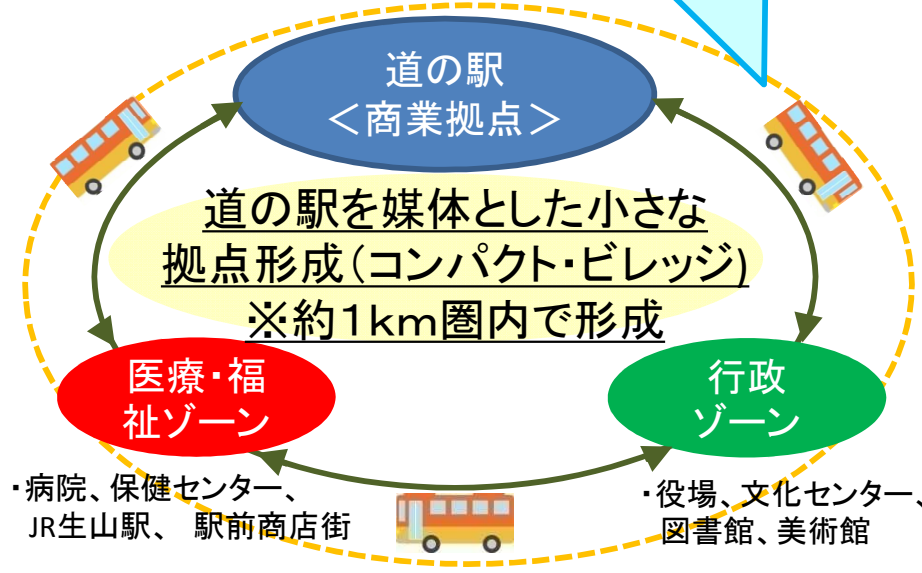 道の駅
＜商業拠点＞
道の駅を媒体とした小さな
拠点形成（コンパクト・ビレッジ)
※約１ｋｍ圏内で形成
医療・福
祉ゾーン
行政
ゾーン
・病院、保健センター、
JR生山駅、 駅前商店街
・役場、文化センター、
図書館、美術館